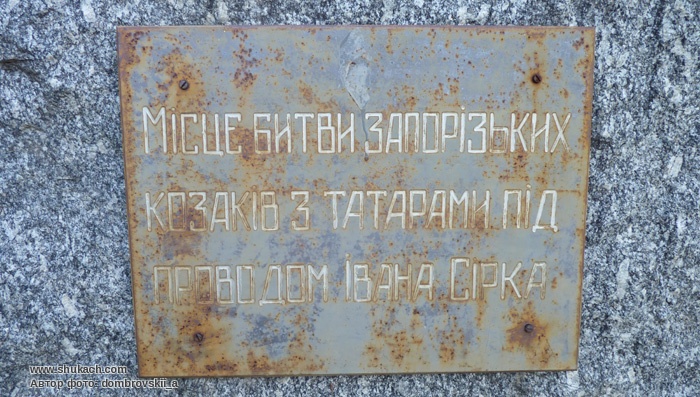 Місце битви запорізьких
козаків з татарами під
проводом Івана Сірка
www.shukach.com
Автор фото: dombrovskii_a